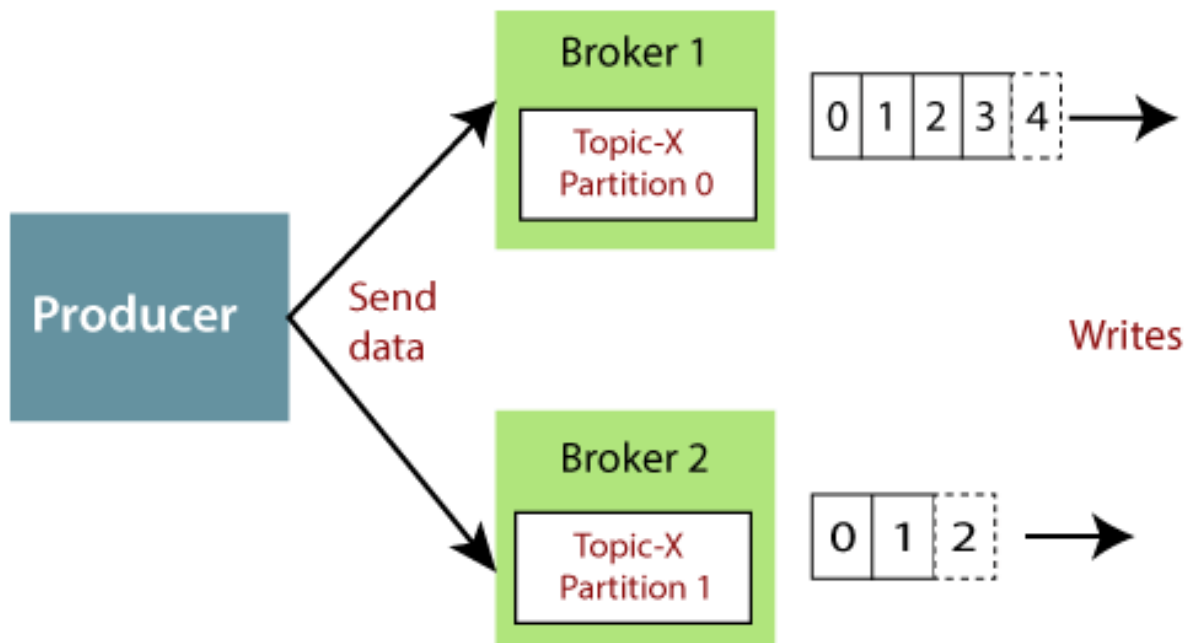 Producer
Send
data
Broker 1
Topic-X
Partition 0
0 1 2 3 4
Writes
Broker 2
Topic-X
Partition 1
0 1 2